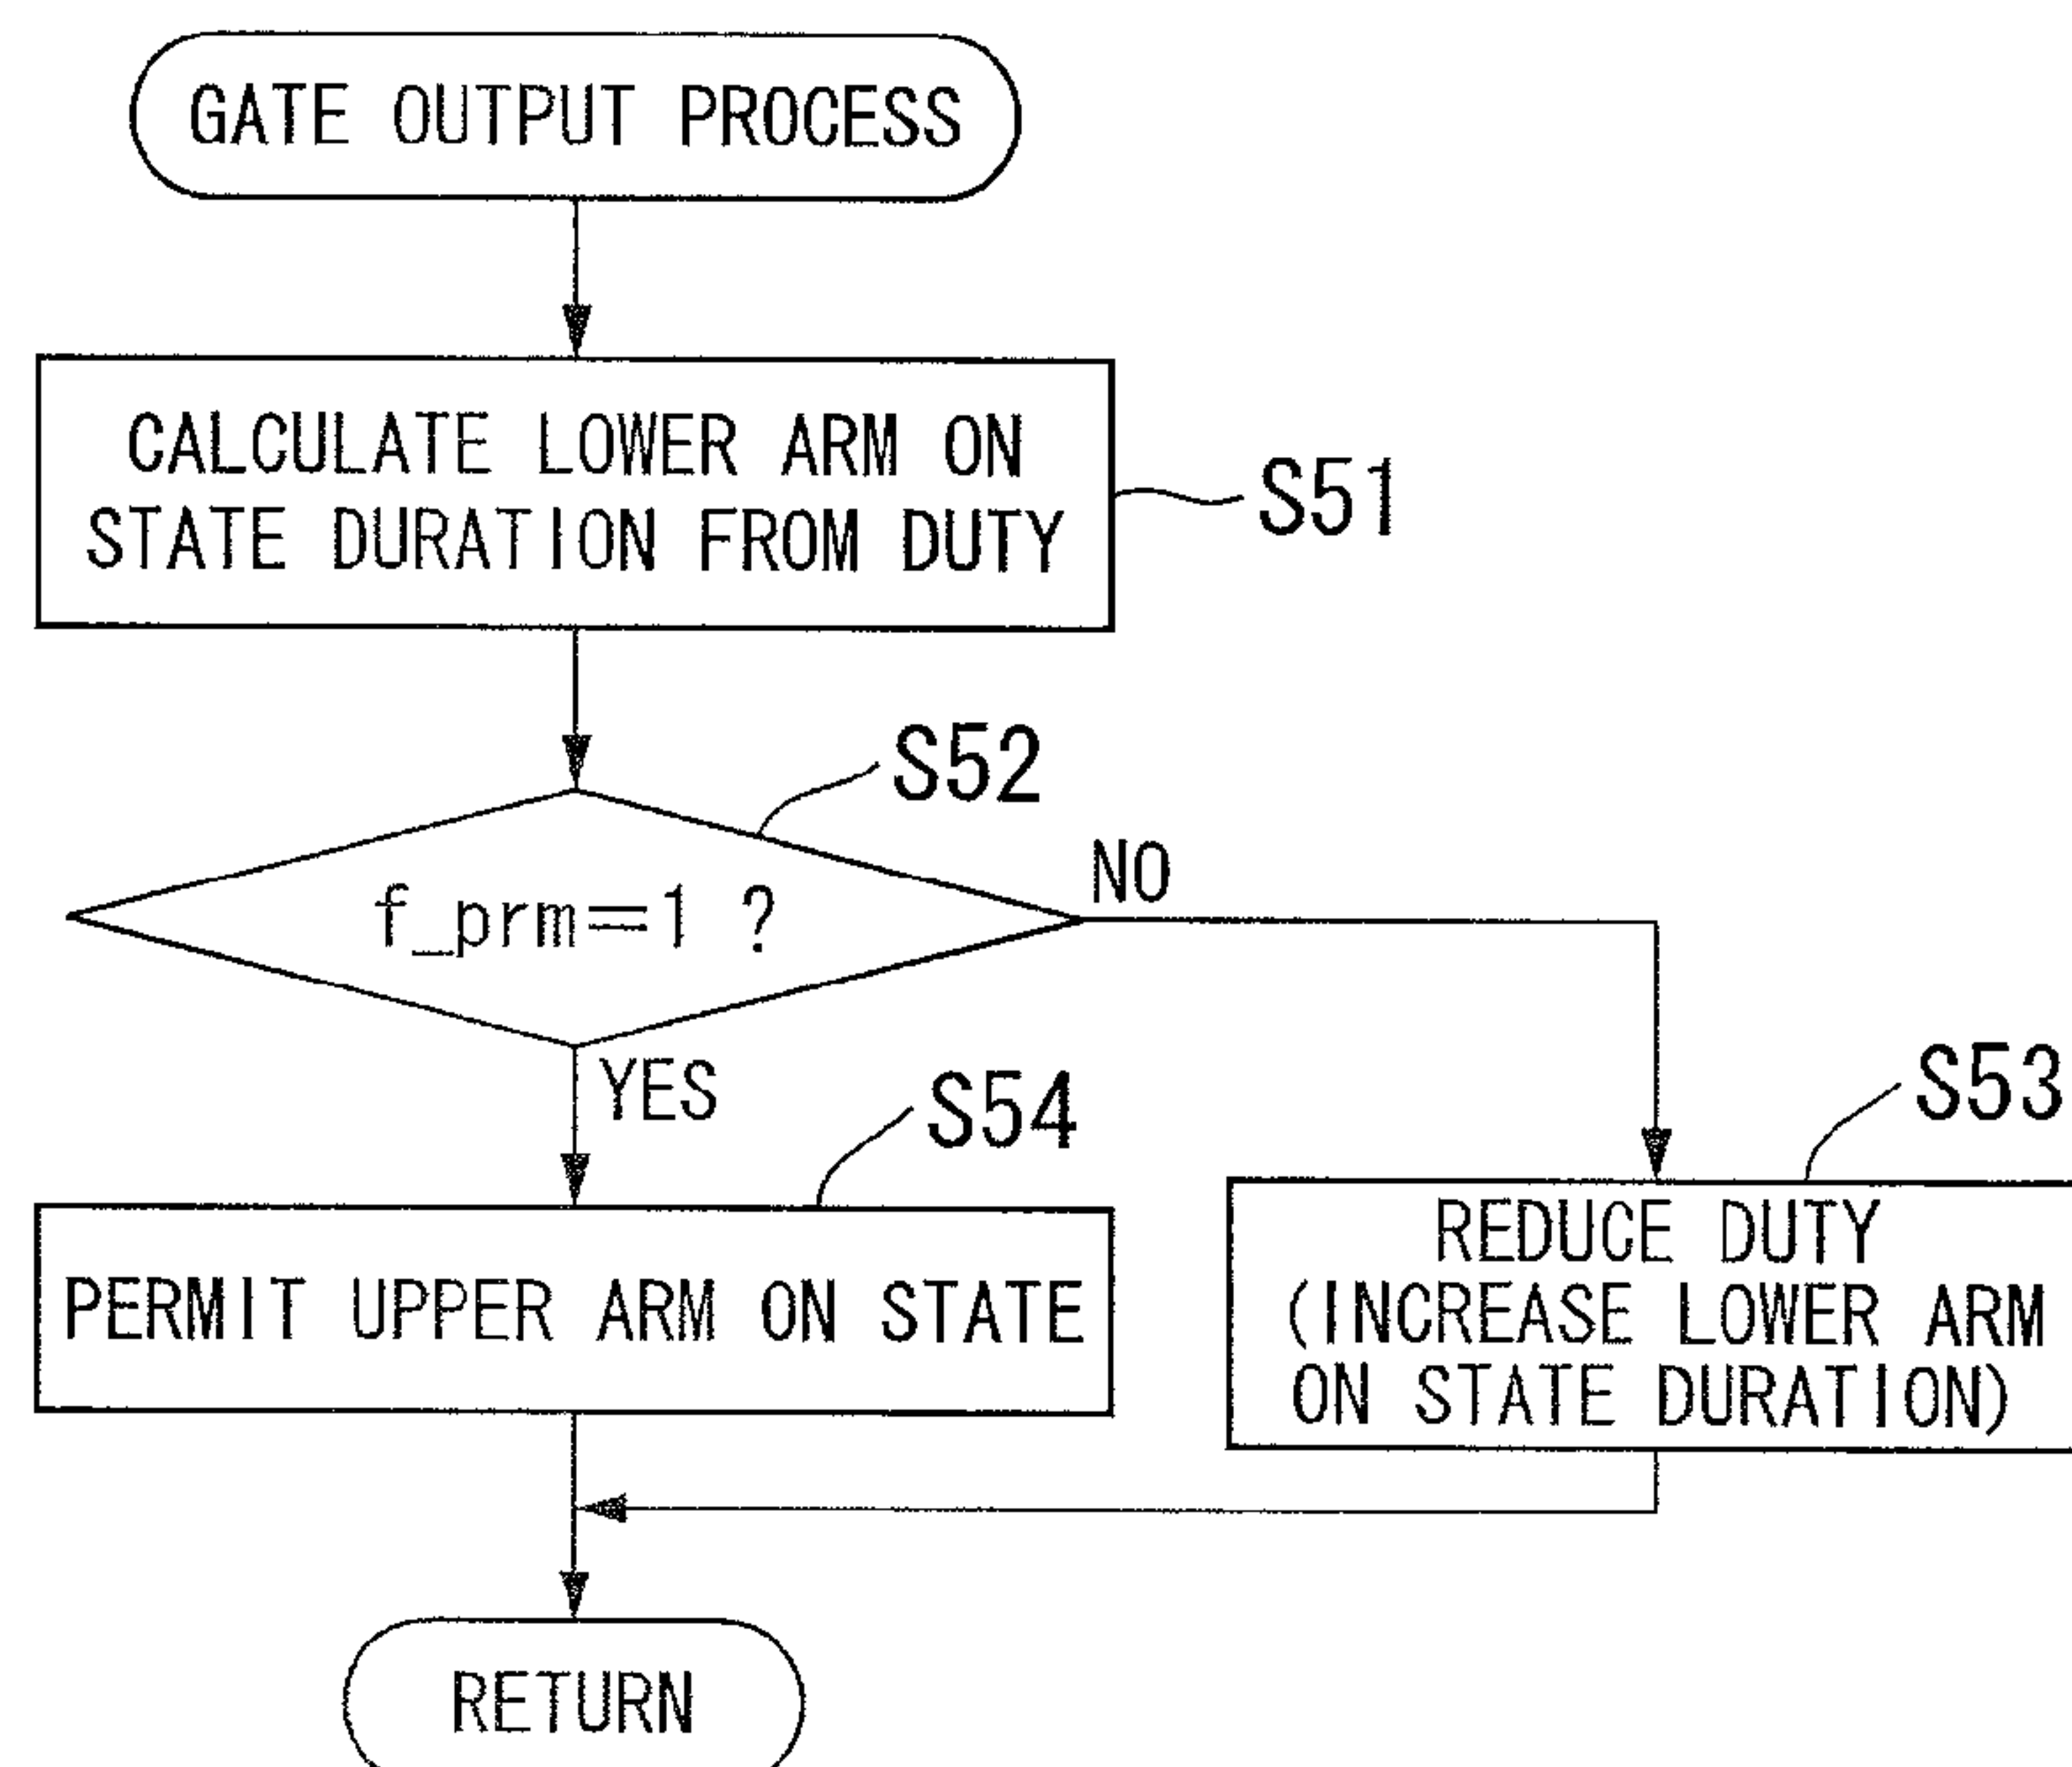 GATE OUTPUT PROCESS
CALCULATE LOWER ARM ON
STATE DURATION FROM DUTY
S51
S52
f_prm=1 ?
NO
YES
S54
PERMIT UPPER ARM ON STATE
S53
REDUCE DUTY
(INCREASE LOWER ARM
ON STATE DURATION)
RETURN